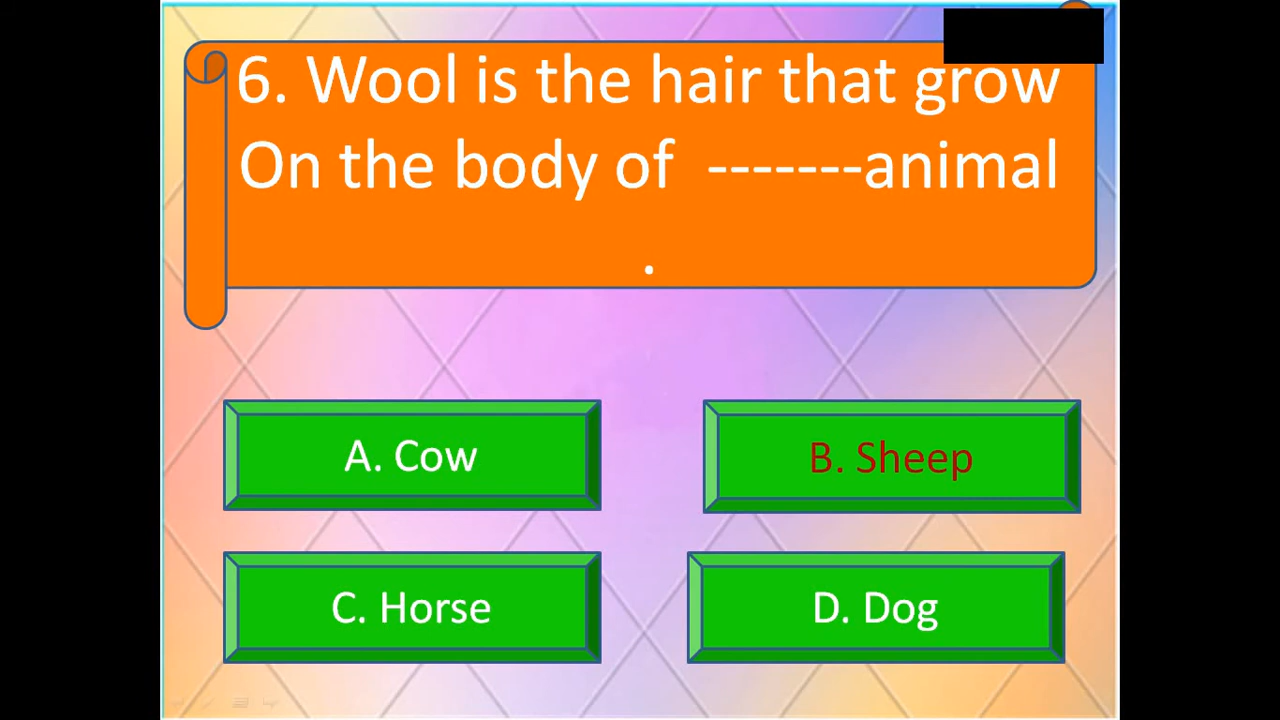 6. Wool is the hair that grow
On the body of -------animal
.
A. Cow
B. Sheep
C. Horse
D. Dog